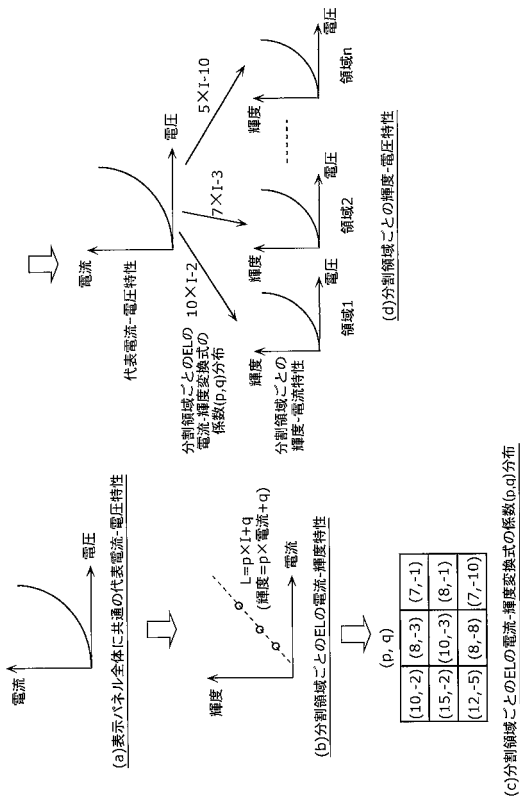 電流
電圧
(a)表示パネル全体に共通の代表電流-電圧特性
輝度
L=p×I+q
(輝度=p×電流+q)
電流
(b)分割領域ごとのELの電流-輝度特性
(p, q)
(10,-2) (8,-3) (7,-1)
(15,-2) (10,-3) (8,-1)
(12,-5) (8,-8) (7,-10)
(c)分割領域ごとのELの電流-輝度変換式の係数(p,q)分布
電流
電圧
代表電流-電圧特性
分割領域ごとのELの
電流-輝度変換式の
係数(p,q)分布
10×I-2
7×I-3
5×I-10
分割領域ごとの
輝度-電流特性
輝度
電圧
領域1
輝度
電圧
領域2
輝度
電圧
領域n
(d)分割領域ごとの輝度-電圧特性